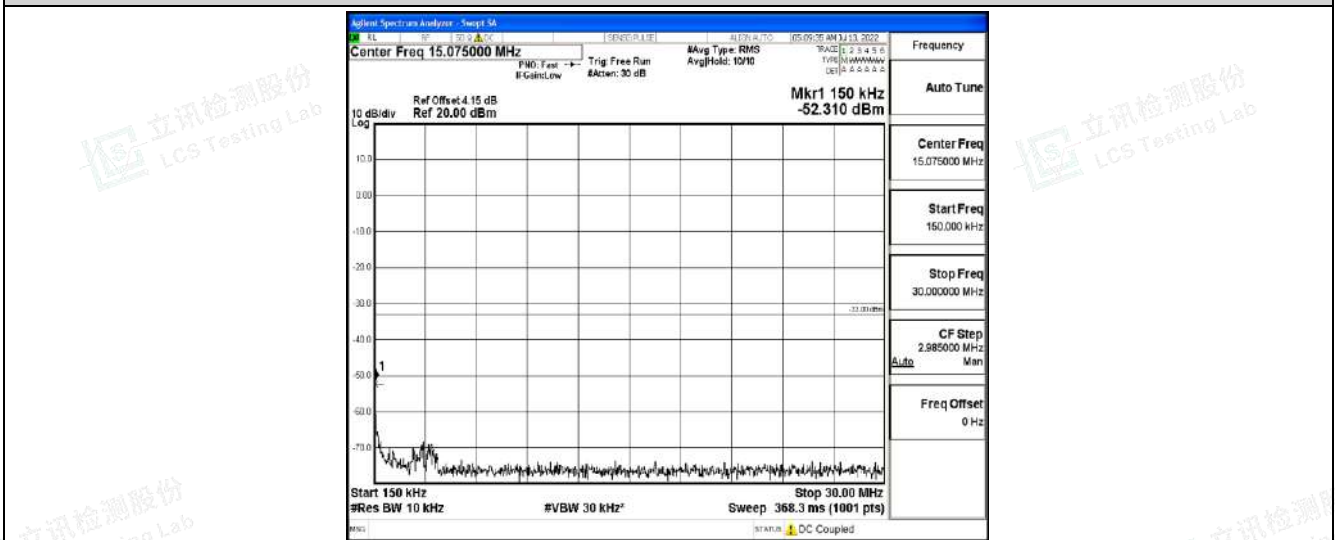 Agilent Spectrum Analyzer - Swept SA
RL RF 50 Ω DC SENSE:PULSE ALIGN AUTO 05:09:35 AM Jul 13, 2022
Center Freq 15.075000 MHz
PNO: Fast
IFGain:Low
Trig: Free Run
#Atten: 30 dB
#Avg Type: RMS
Avg|Hold: 10/10
TRACE 1 2 3 4 5 6
TYPE M W W W W W
DET A A A A A A
Frequency
Mkr1 150 kHz
-52.310 dBm
Ref Offset 4.15 dB
10 dB/div Ref 20.00 dBm
Log
10.0
0.00
-10.0
-20.0
-30.0
-33.00 dBm
-40.0
1
-50.0
-60.0
-70.0
Start 150 kHz
Stop 30.00 MHz
#Res BW 10 kHz
#VBW 30 kHz*
Sweep 368.3 ms (1001 pts)
MSG
STATUS DC Coupled
Auto Tune
Center Freq
15.075000 MHz
Start Freq
150.000 kHz
Stop Freq
30.000000 MHz
CF Step
2.985000 MHz
Auto Man
Freq Offset
0 Hz
立讯检测股份
LCS Testing Lab
立讯检测股份
LCS Testing Lab
立讯检测股份